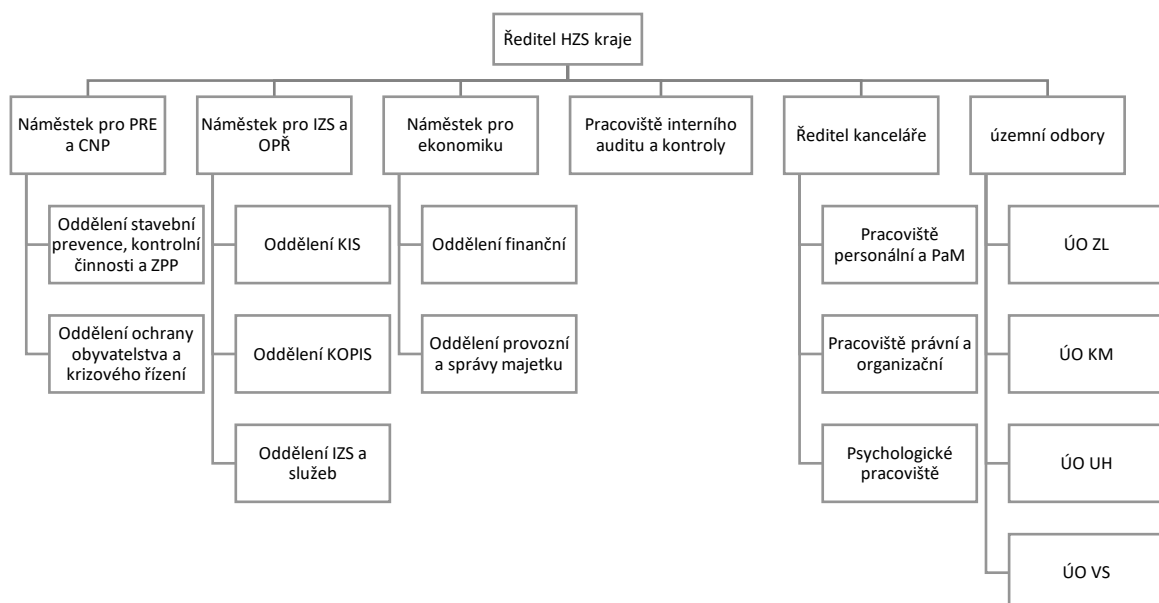 Ředitel HZS kraje
Náměstek pro PRE
a CNP
Náměstek pro IZS a
OPŘ
Náměstek pro
ekonomiku
Pracoviště interního
auditu a kontroly
Ředitel kanceláře
územní odbory
Oddělení stavební
prevence, kontrolní
činnosti a ZPP
Oddělení ochrany
obyvatelstva a
krizového řízení
Oddělení KIS
Oddělení KOPIS
Oddělení IZS a
služeb
Oddělení finanční
Oddělení provozní
a správy majetku
Pracoviště
personální a PaM
Pracoviště právní a
organizační
Psychologické
pracoviště
ÚO ZL
ÚO KM
ÚO UH
ÚO VS